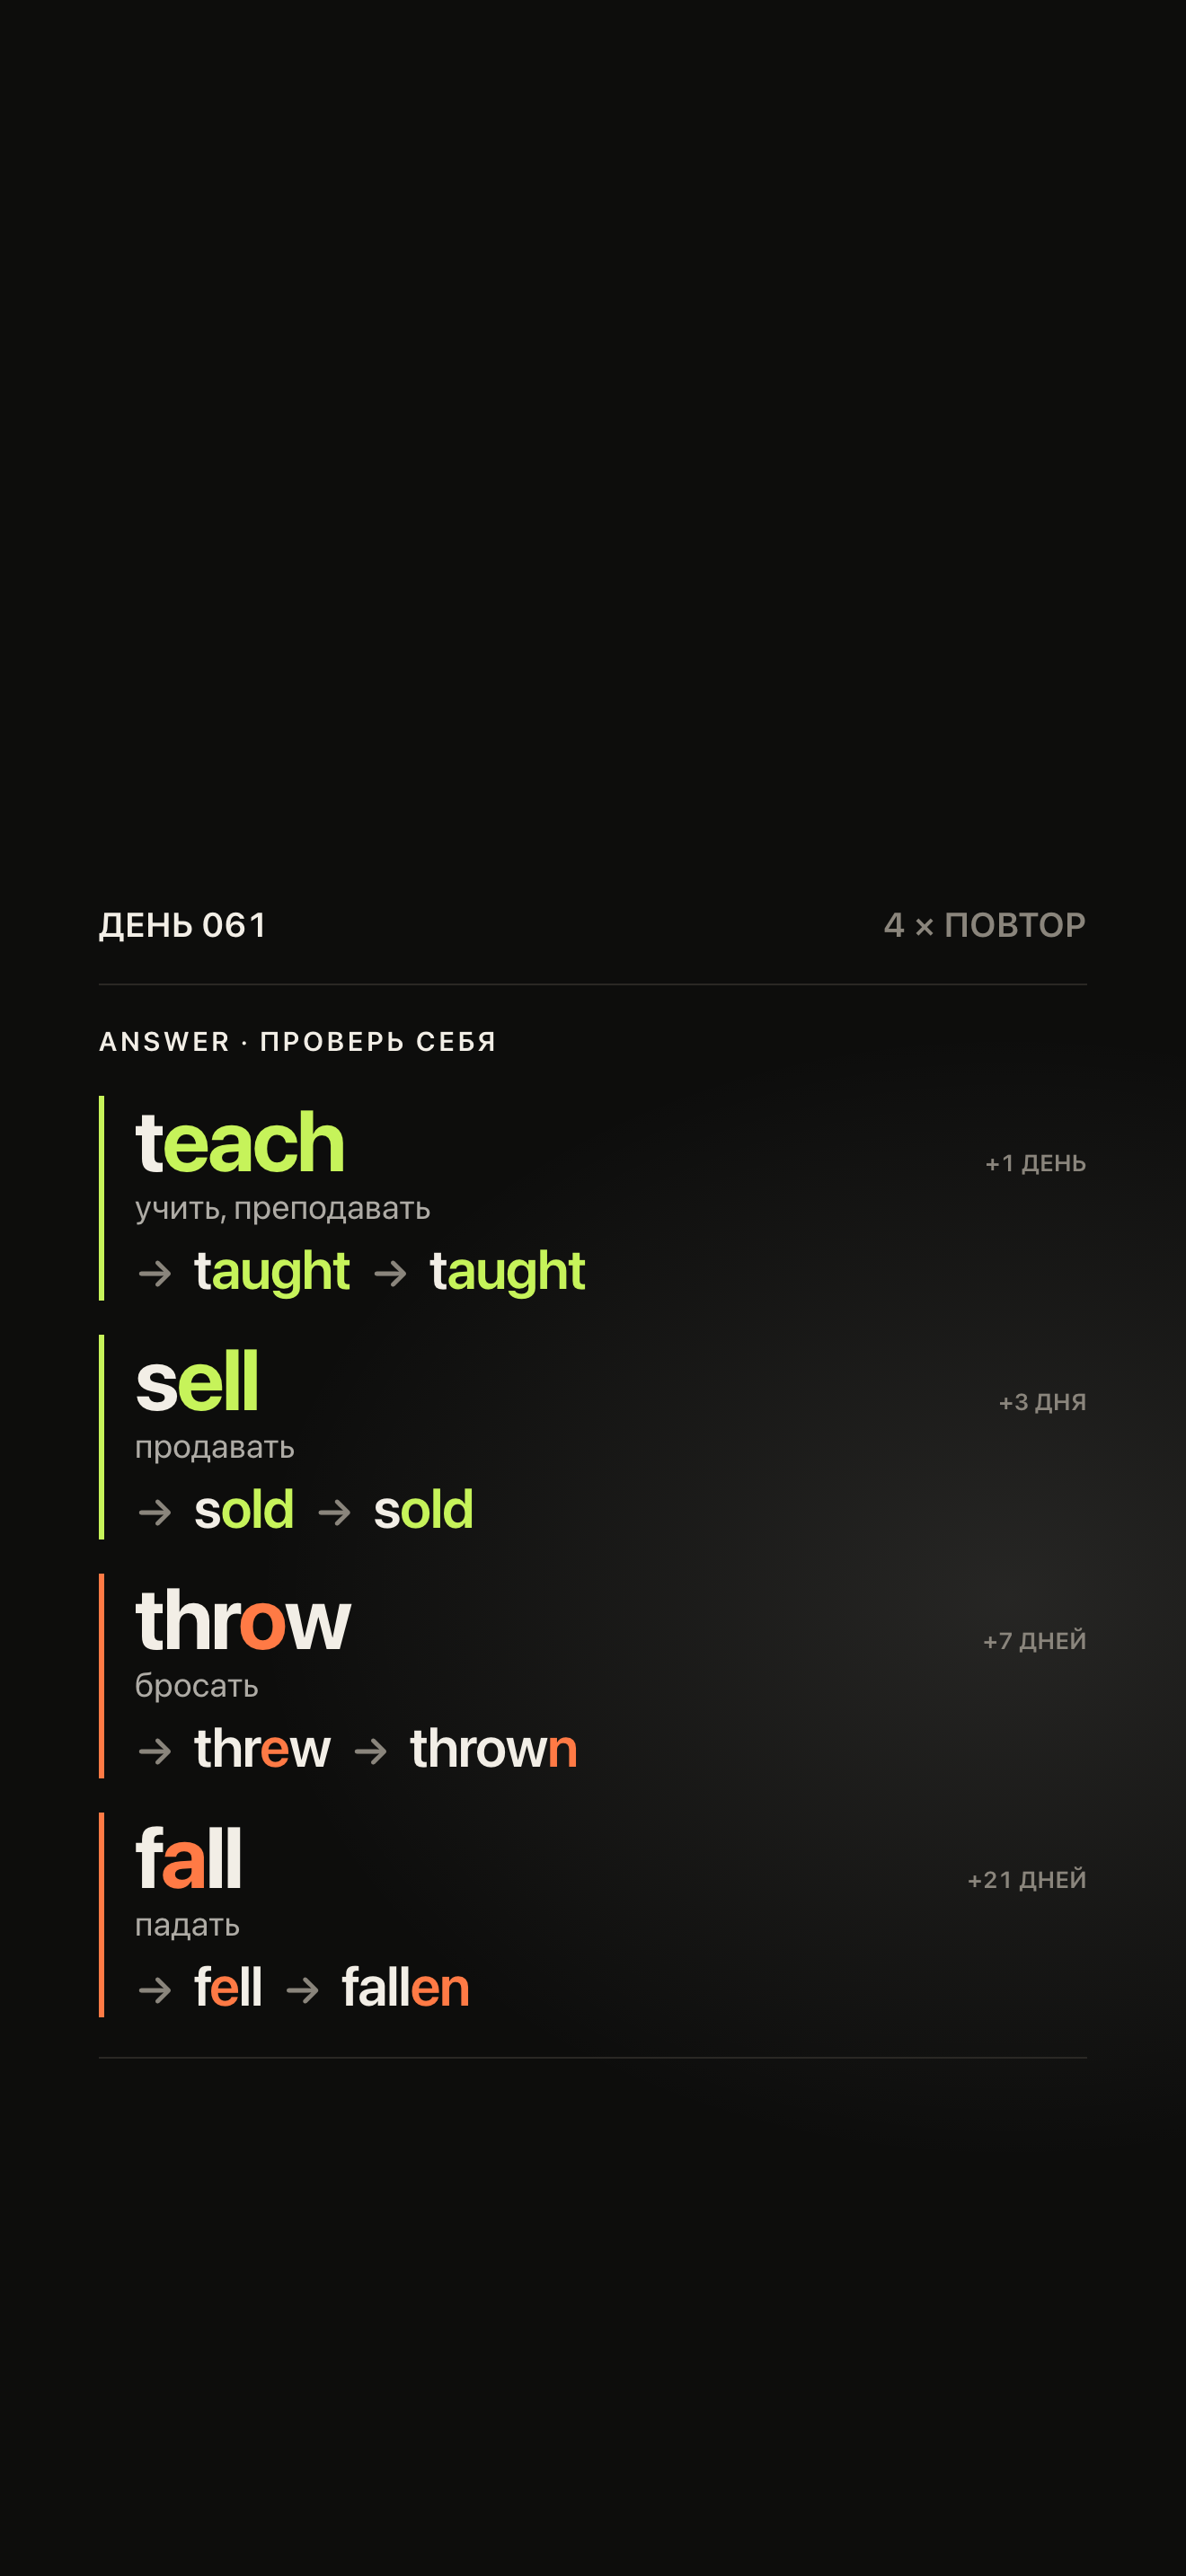 ДЕНЬ 061
4 × ПОВТОР
ANSWER · ПРОВЕРЬ СЕБЯ
teach
+1 ДЕНЬ
учить, преподавать
→ taught → taught
sell
+3 ДНЯ
продавать
→ sold → sold
throw
+7 ДНЕЙ
бросать
→ threw → thrown
fall
+21 ДНЕЙ
падать
→ fell → fallen